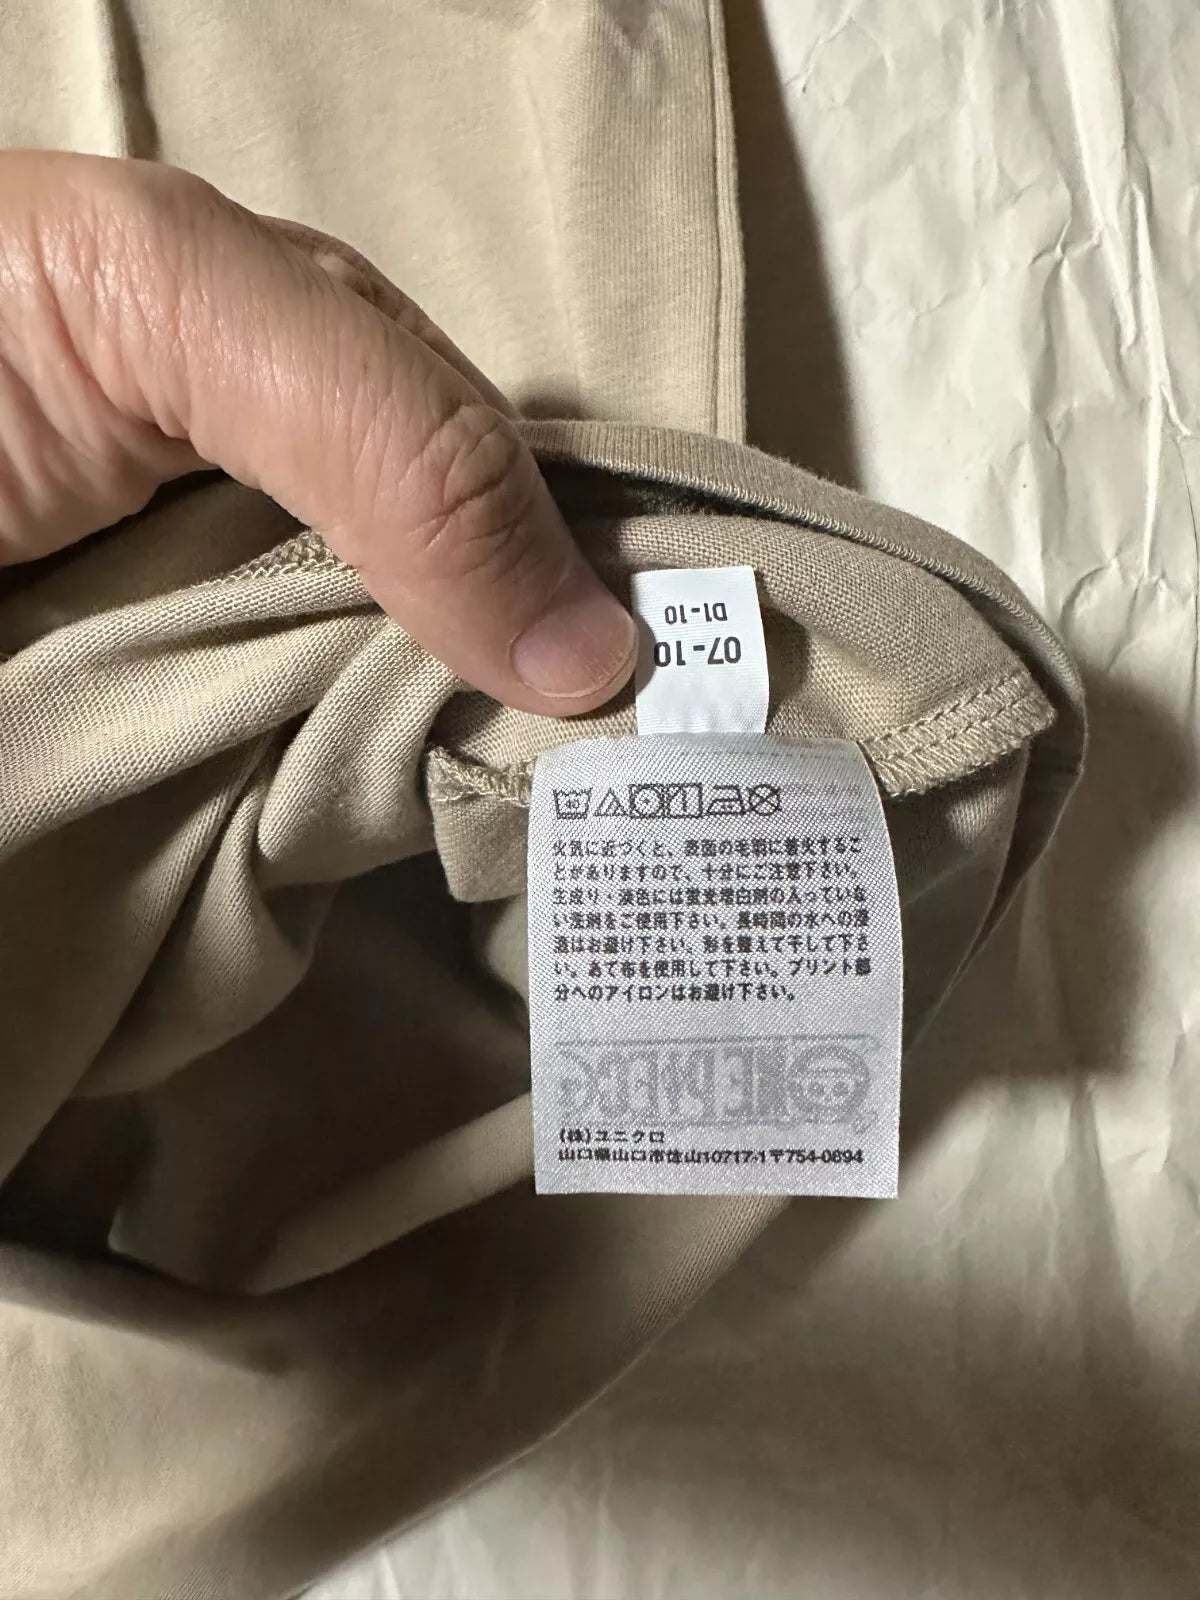 D1-10
07-10
火気に近づくと、表面の毛羽に着火するこ
とがありますので、十分にご注意下さい。
生成り・淡色には蛍光増白剤の入っていな
い洗剤をご使用下さい。長時間の水への浸
漬はお避け下さい。形を整えて干して下さ
い。あて布を使用して下さい。プリント部
分へのアイロンはお避け下さい。
ONE PIECE
(株)ユニクロ
山口県山口市佐山10717-1〒754-0894